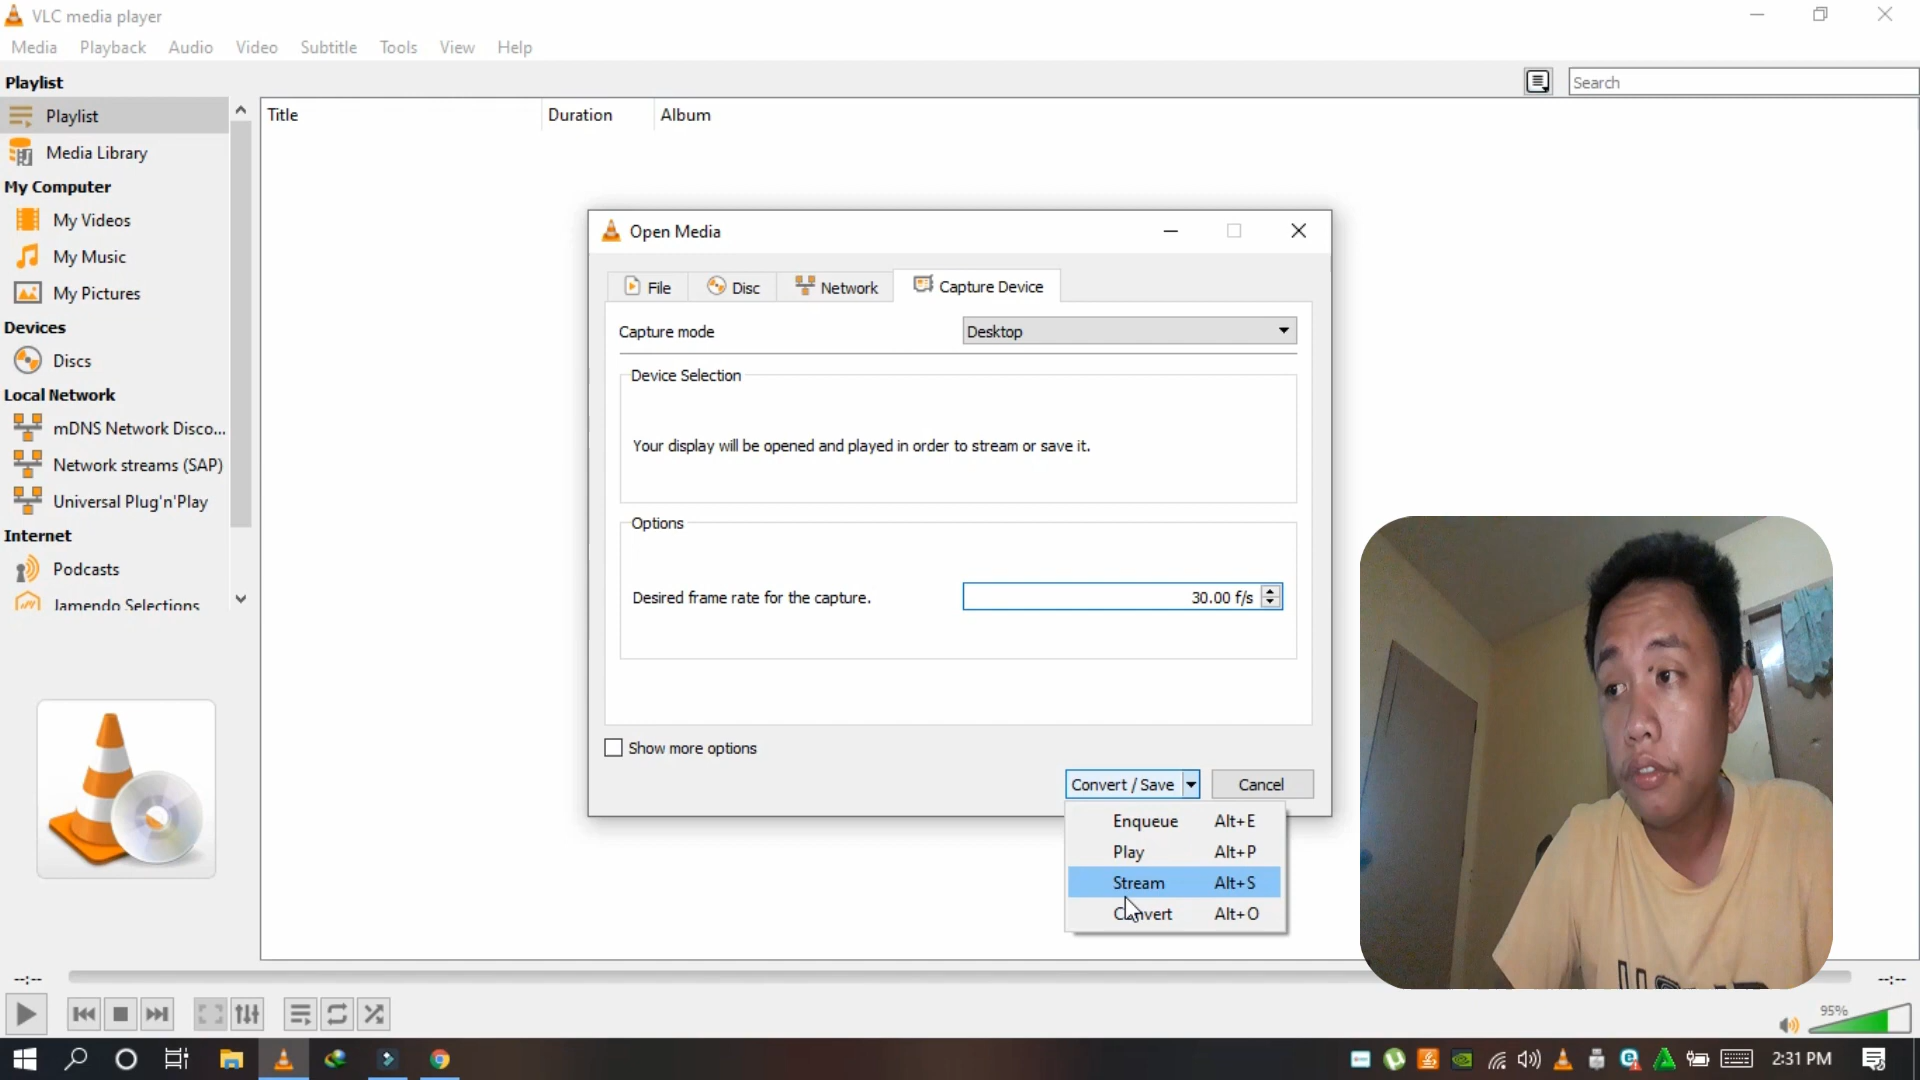 VLC media player
Media Playback Audio Video Subtitle Tools View Help
Playlist
Search
Playlist
Media Library
My Computer
My Videos
My Music
My Pictures
Devices
Discs
Local Network
mDNS Network Disco...
Network streams (SAP)
Universal Plug'n'Play
Internet
Podcasts
Jamendo Selections
Title Duration Album
Open Media
File Disc Network Capture Device
Capture mode Desktop
Device Selection
Your display will be opened and played in order to stream or save it.
Options
Desired frame rate for the capture. 30.00 f/s
Show more options
Convert / Save Cancel
Enqueue Alt+E
Play Alt+P
Stream Alt+S
Convert Alt+O
--:-- --:--
95%
2:31 PM